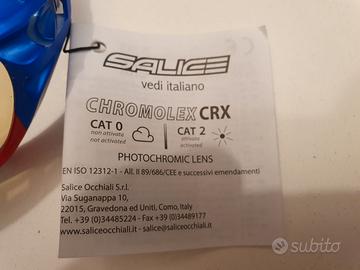 SALICE
vedi italiano
CHROMOLEX CRX
CAT 0
non attivata
not activated
CAT 2
attivata
activated
PHOTOCHROMIC LENS
EN ISO 12312-1 - All. II 89/686/CEE e successivi emendamenti
Salice Occhiali S.r.l.
Via Suganappa 10,
22015, Gravedona ed Uniti, Como, Italy
Tel. +39 (0)34485224 - Fax +39 (0)34489177
www.saliceocchiali.it - salice@saliceocchiali.it
subito